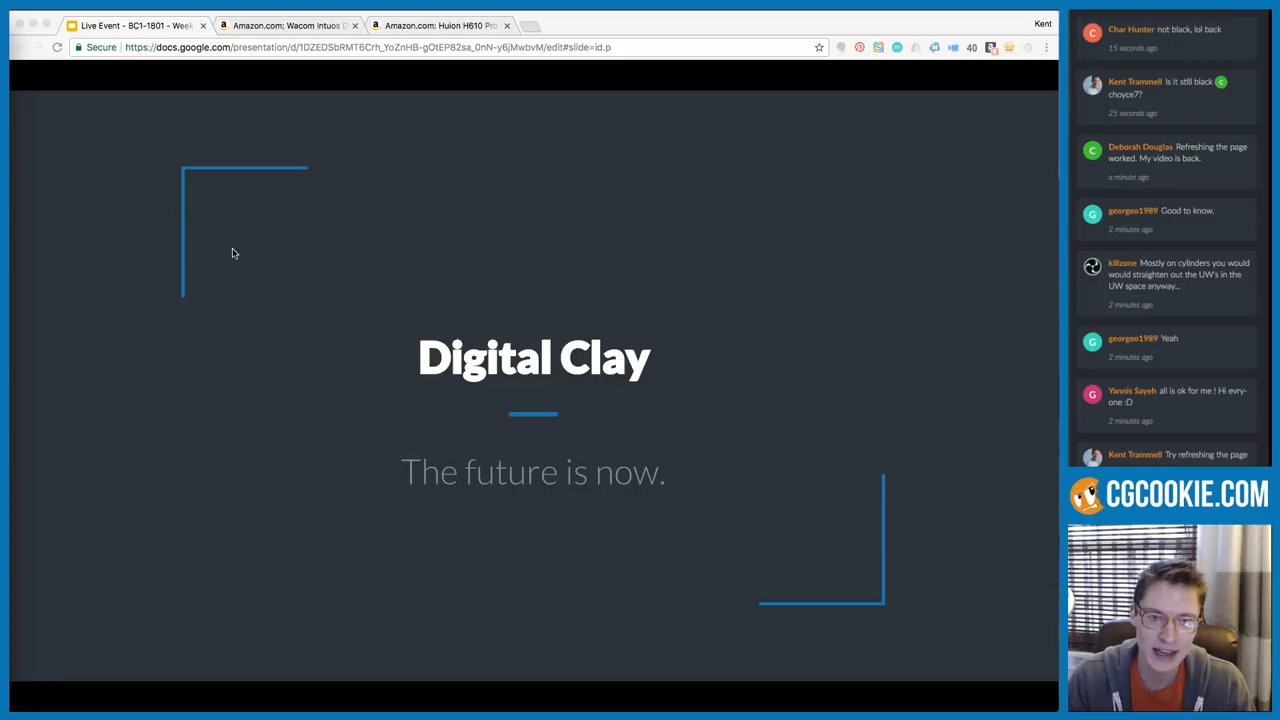 Live Event - BC1-1801 - Week
Amazon.com: Wacom Intuos D
Amazon.com: Huion H610 Pro
Kent
Secure
https://docs.google.com/presentation/d/1DZEDSbRMT6Crh_YoZnHB-gOtEP82sa_0nN-y6jMwbvM/edit#slide=id.p
40
Digital Clay
The future is now.
C
Char Hunter not black, lol back
15 seconds ago
Kent Trammell Is it still black C
choyce7?
25 seconds ago
C
Deborah Douglas Refreshing the page
worked. My video is back.
a minute ago
G
georgeo1989 Good to know.
2 minutes ago
killzone Mostly on cylinders you would
would straighten out the UW's in the
UW space anyway...
2 minutes ago
G
georgeo1989 Yeah
2 minutes ago
G
Yannis Sayeh all is ok for me ! Hi evry-
one :D
2 minutes ago
Kent Trammell Try refreshing the page
CGCOOKIE.COM